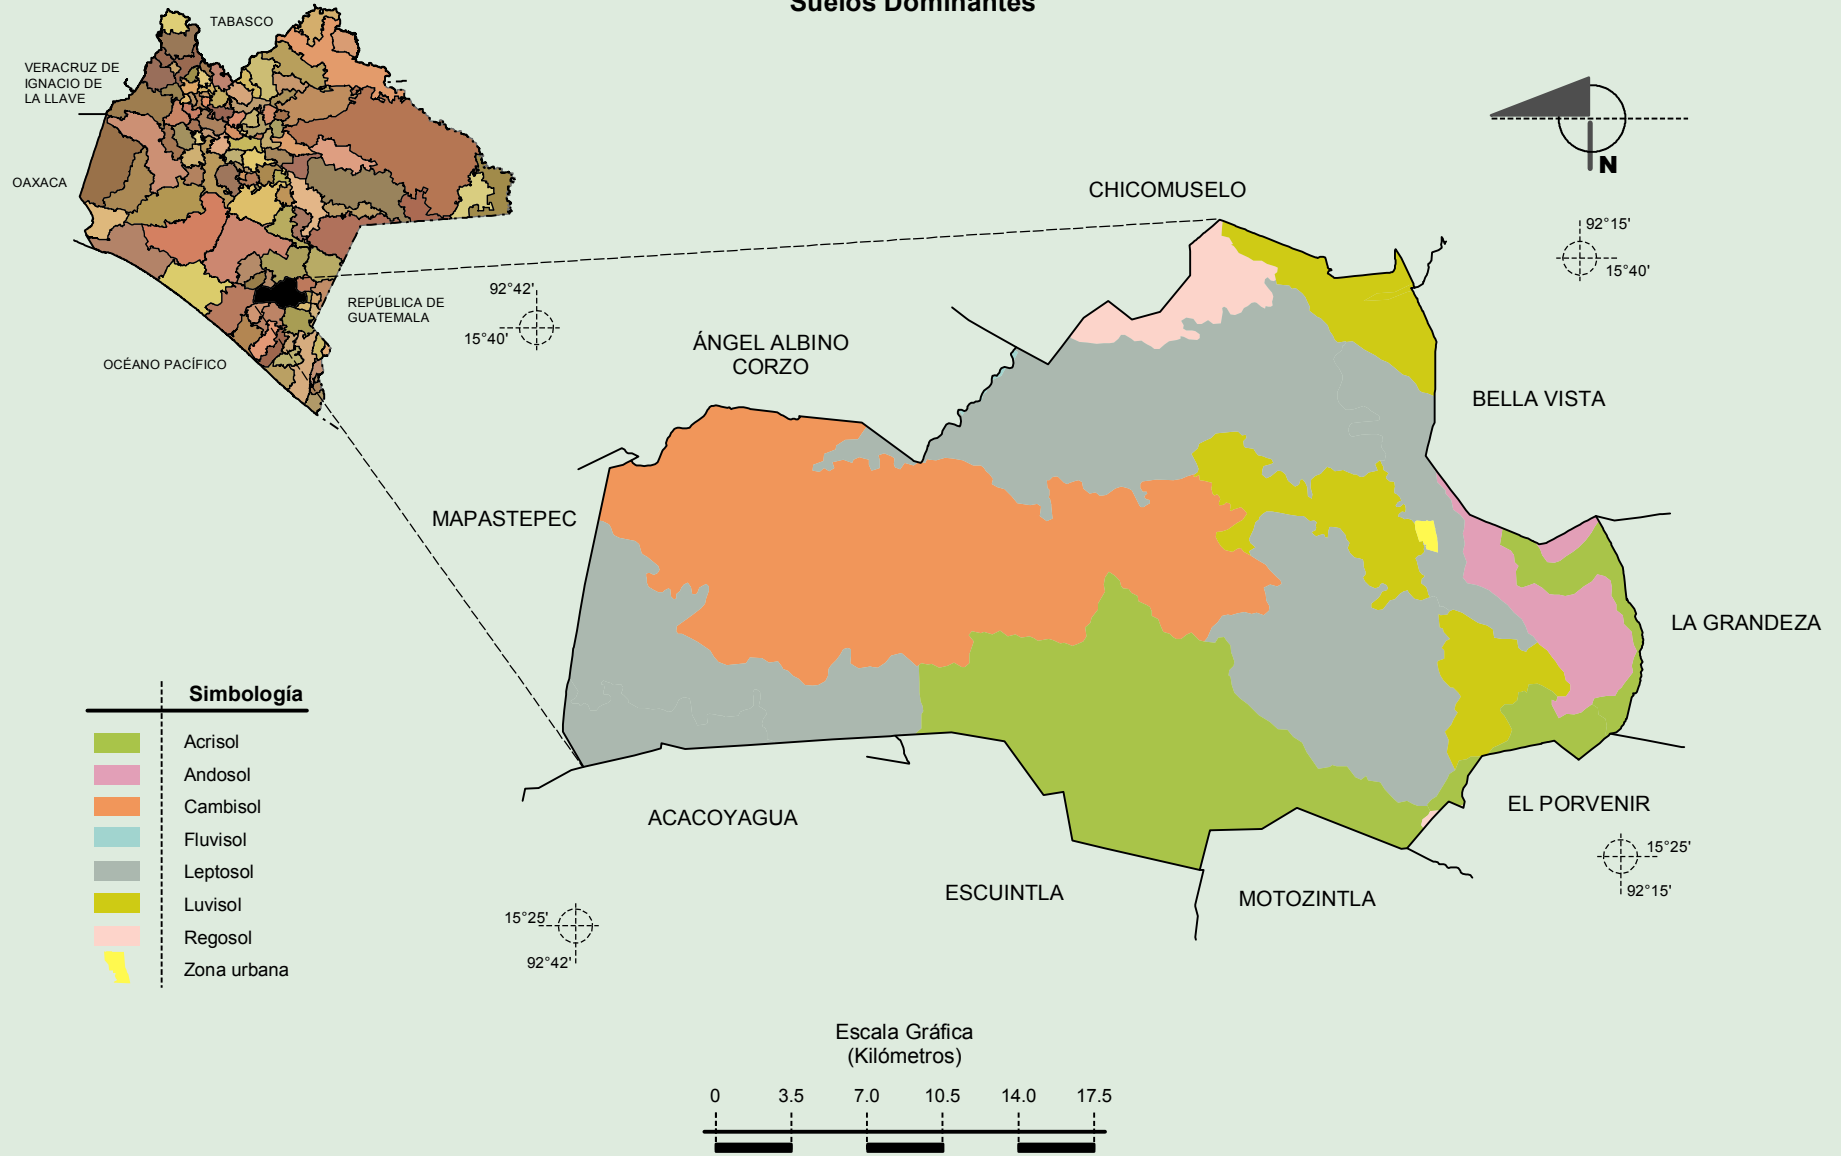 Suelos Dominantes
TABASCO
VERACRUZ DE
IGNACIO DE
LA LLAVE
OAXACA
REPÚBLICA DE
GUATEMALA
OCÉANO PACÍFICO
N
92°15'
15°40'
92°42'
15°40'
CHICOMUSELO
ÁNGEL ALBINO
CORZO
BELLA VISTA
MAPASTEPEC
LA GRANDEZA
EL PORVENIR
ACACOYAGUA
ESCUINTLA
MOTOZINTLA
15°25'
92°15'
15°25'
92°42'
Simbología
Acrisol
Andosol
Cambisol
Fluvisol
Leptosol
Luvisol
Regosol
Zona urbana
Escala Gráfica
(Kilómetros)
0 3.5 7.0 10.5 14.0 17.5